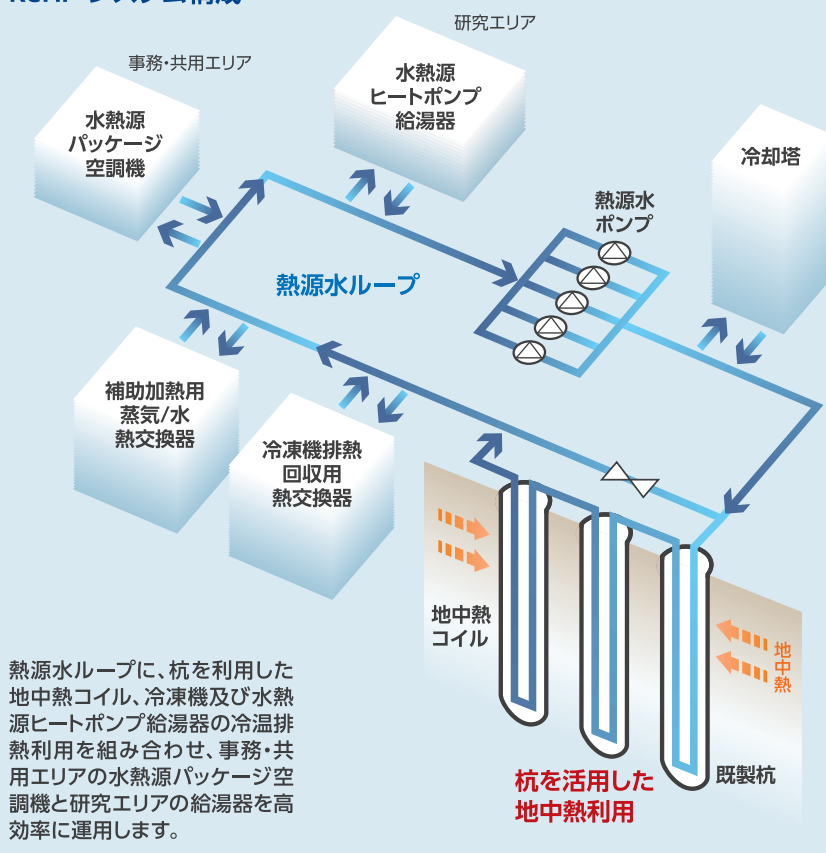 研究エリア
事務・共用エリア
水熱源
ヒートポンプ
給湯器
水熱源
パッケージ
空調機
冷却塔
熱源水
ポンプ
熱源水ループ
補助加熱用
蒸気/水
熱交換器
冷凍機排熱
回収用
熱交換器
地中熱
コイル
地中熱
既製杭
杭を活用した
地中熱利用
熱源水ループに、杭を利用した
地中熱コイル、冷凍機及び水熱
源ヒートポンプ給湯器の冷温排
熱利用を組み合わせ、事務・共
用エリアの水熱源パッケージ空
調機と研究エリアの給湯器を高
効率に運用します。